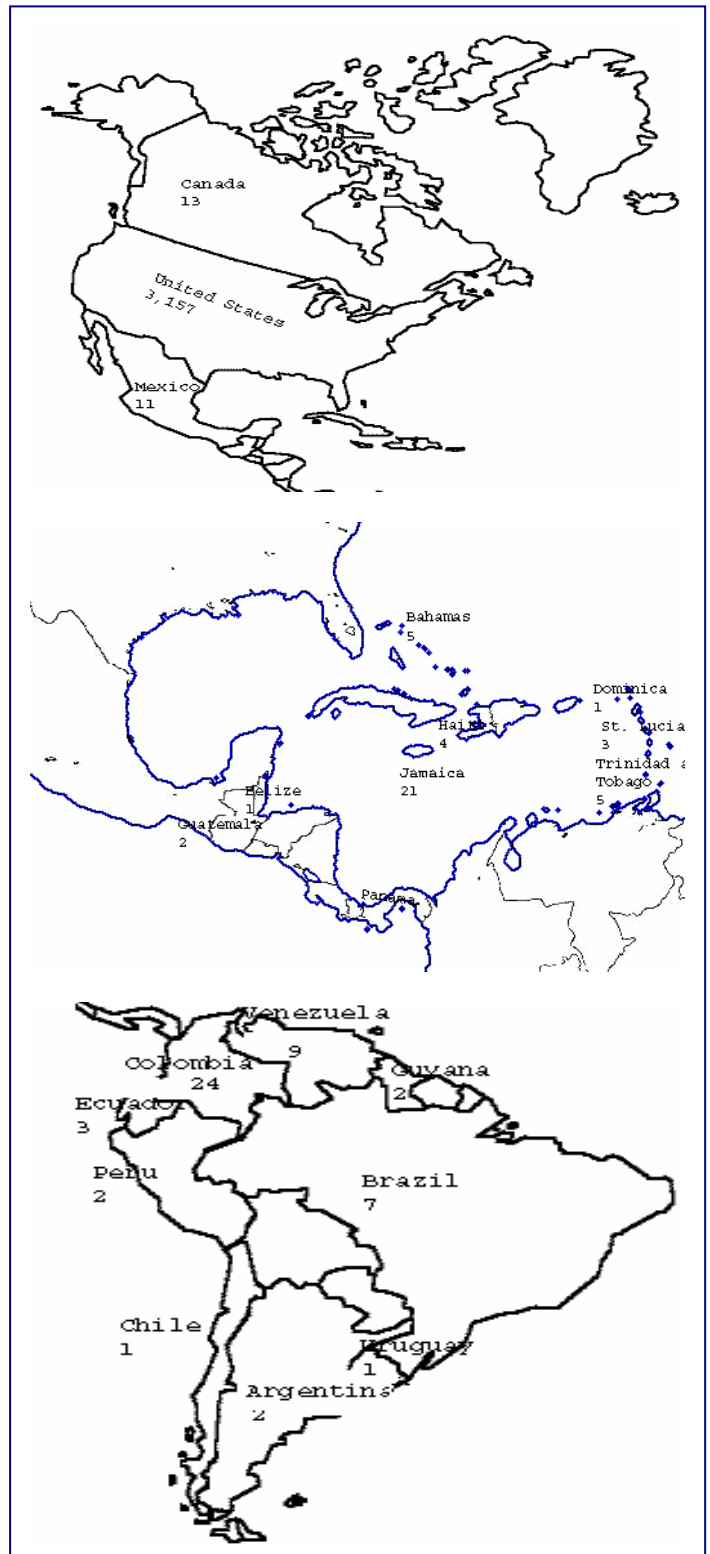 Canada
13
United States
3,157
Mexico
11
Bahamas
5
Dominica
1
Haiti
4
St. Lucia
3
Jamaica
21
Trinidad a
Tobago
5
Belize
1
Guatemala
2
Panama
Venezuela
9
Colombia
24
Guyana
2
Ecuado
3
Peru
2
Brazil
7
Chile
1
Uruguay
1
Argentina
2